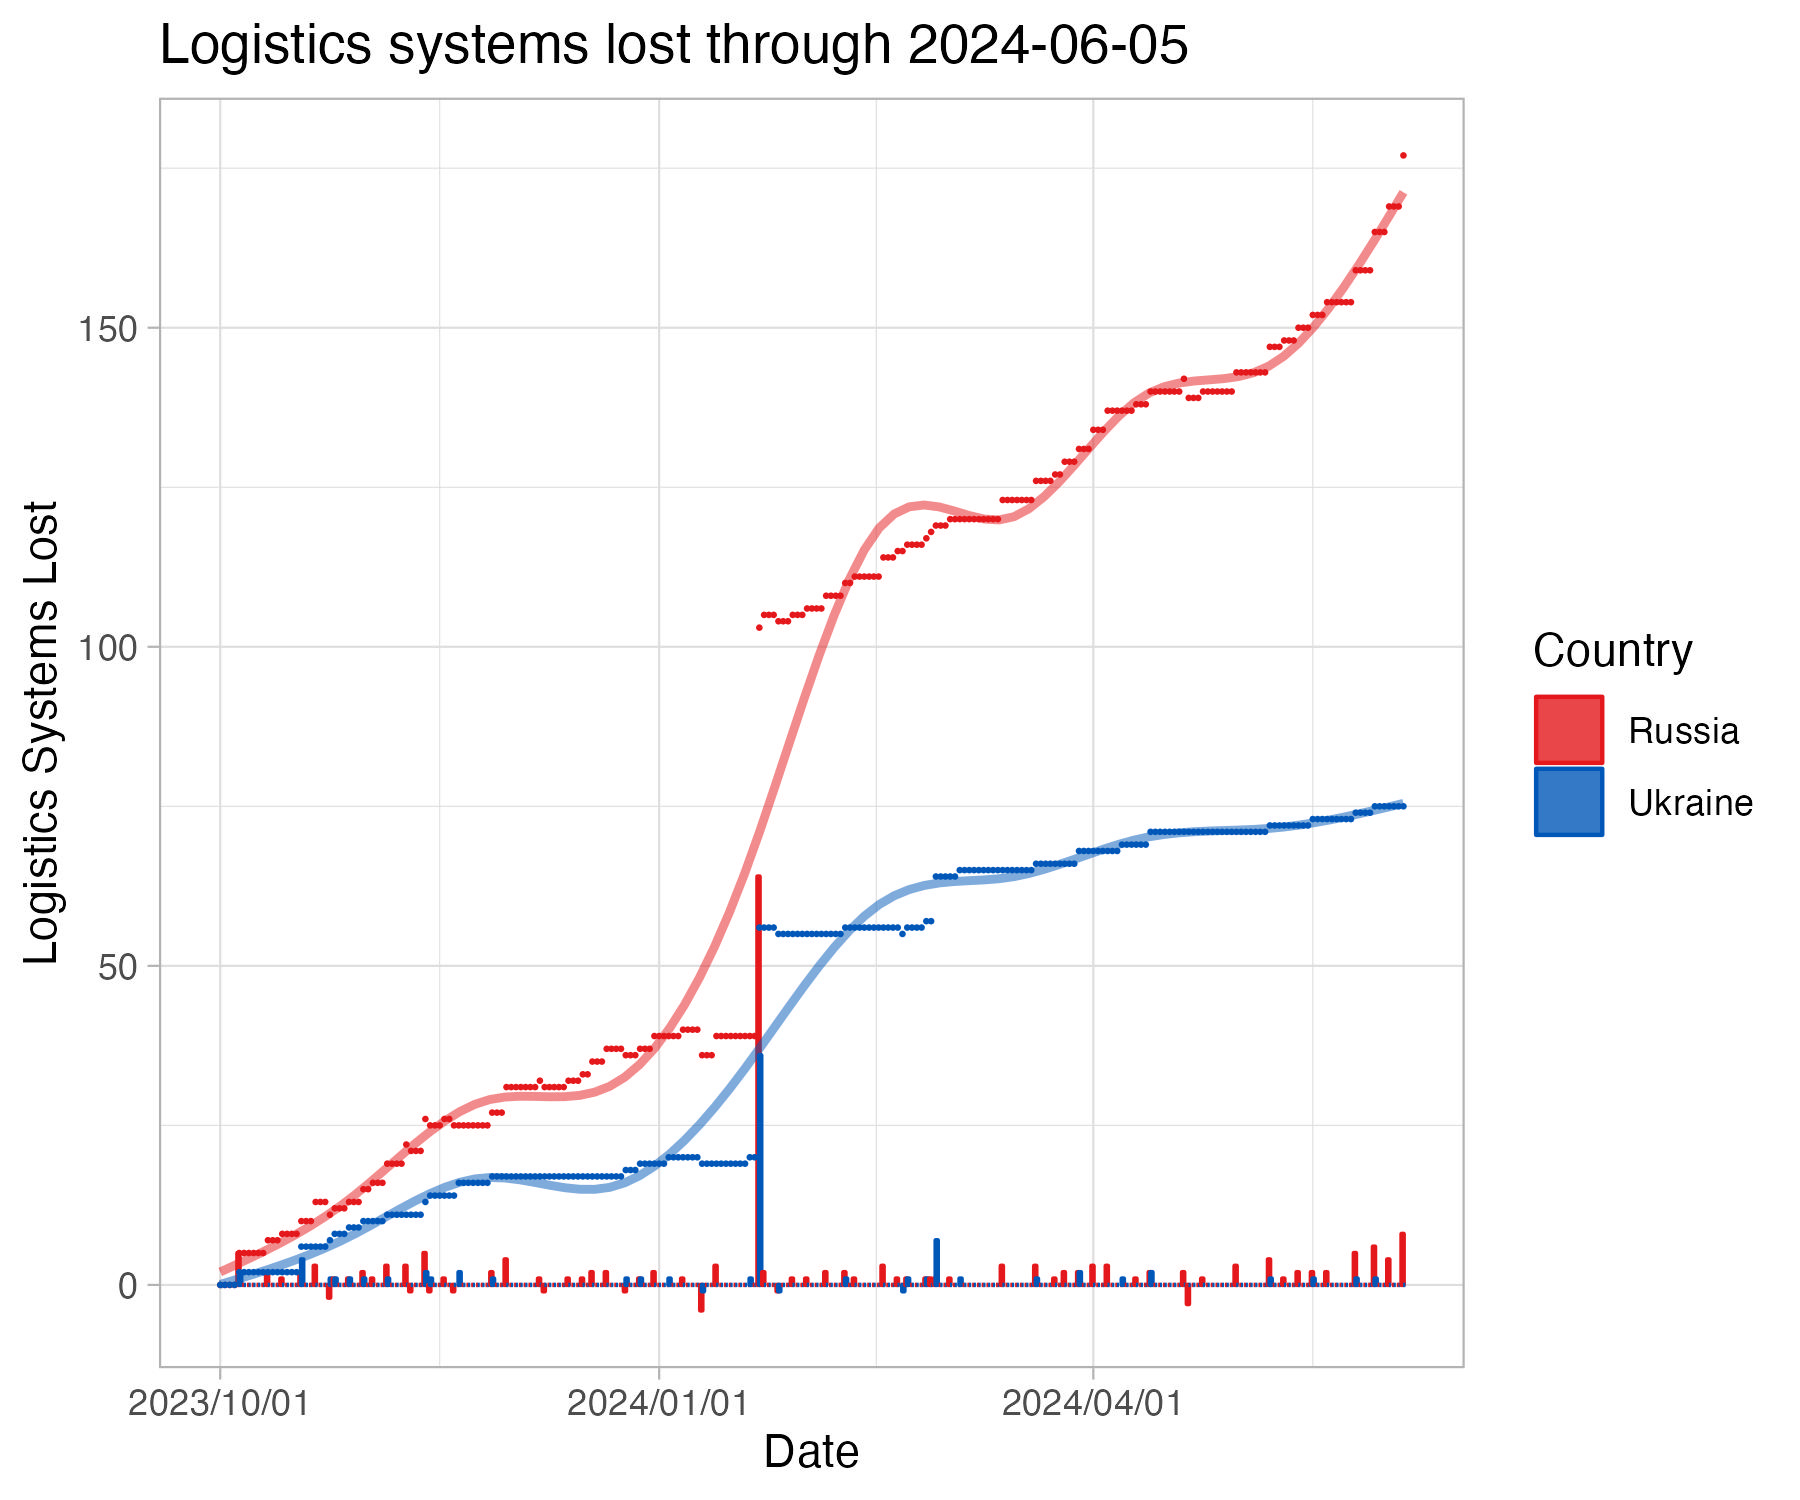 Logistics systems lost through 2024-06-05
Logistics Systems Lost
150
100
50
0
2023/10/01
2024/01/01
2024/04/01
Date
Country
Russia
Ukraine